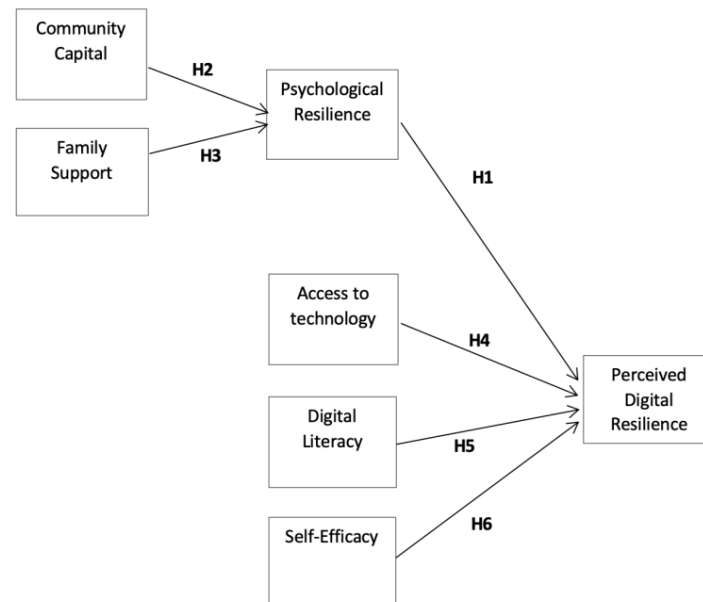 Community
Capital
H2
Psychological
Resilience
Family
Support
H3
H1
Access to
technology
H4
Perceived
Digital
Resilience
Digital
Literacy
H5
H6
Self-Efficacy